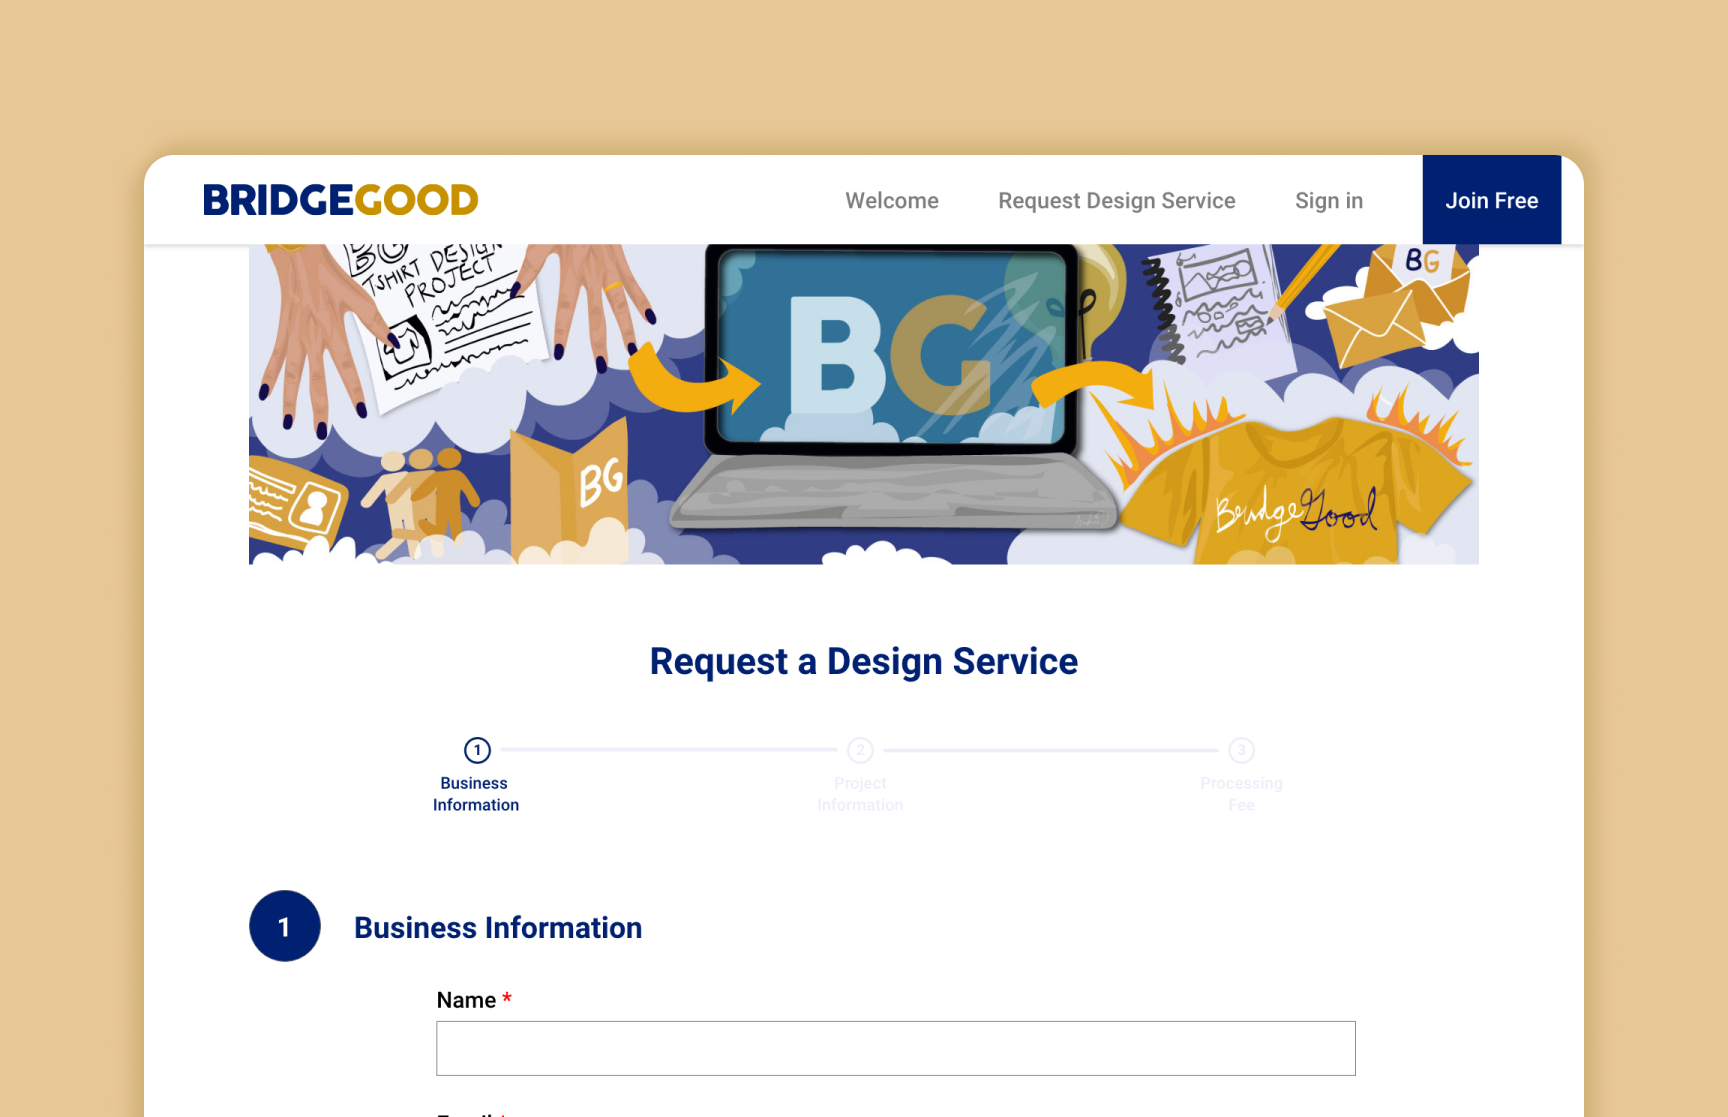 BRIDGEGOOD
Welcome
Request Design Service
Sign in
Join Free
BG
TSHIRT DESIGN
PROJECT
BG
BG
BG
BridgeGood
Request a Design Service
1
2
3
Business
Information
Project
Information
Processing
Fee
1
Business Information
Name *